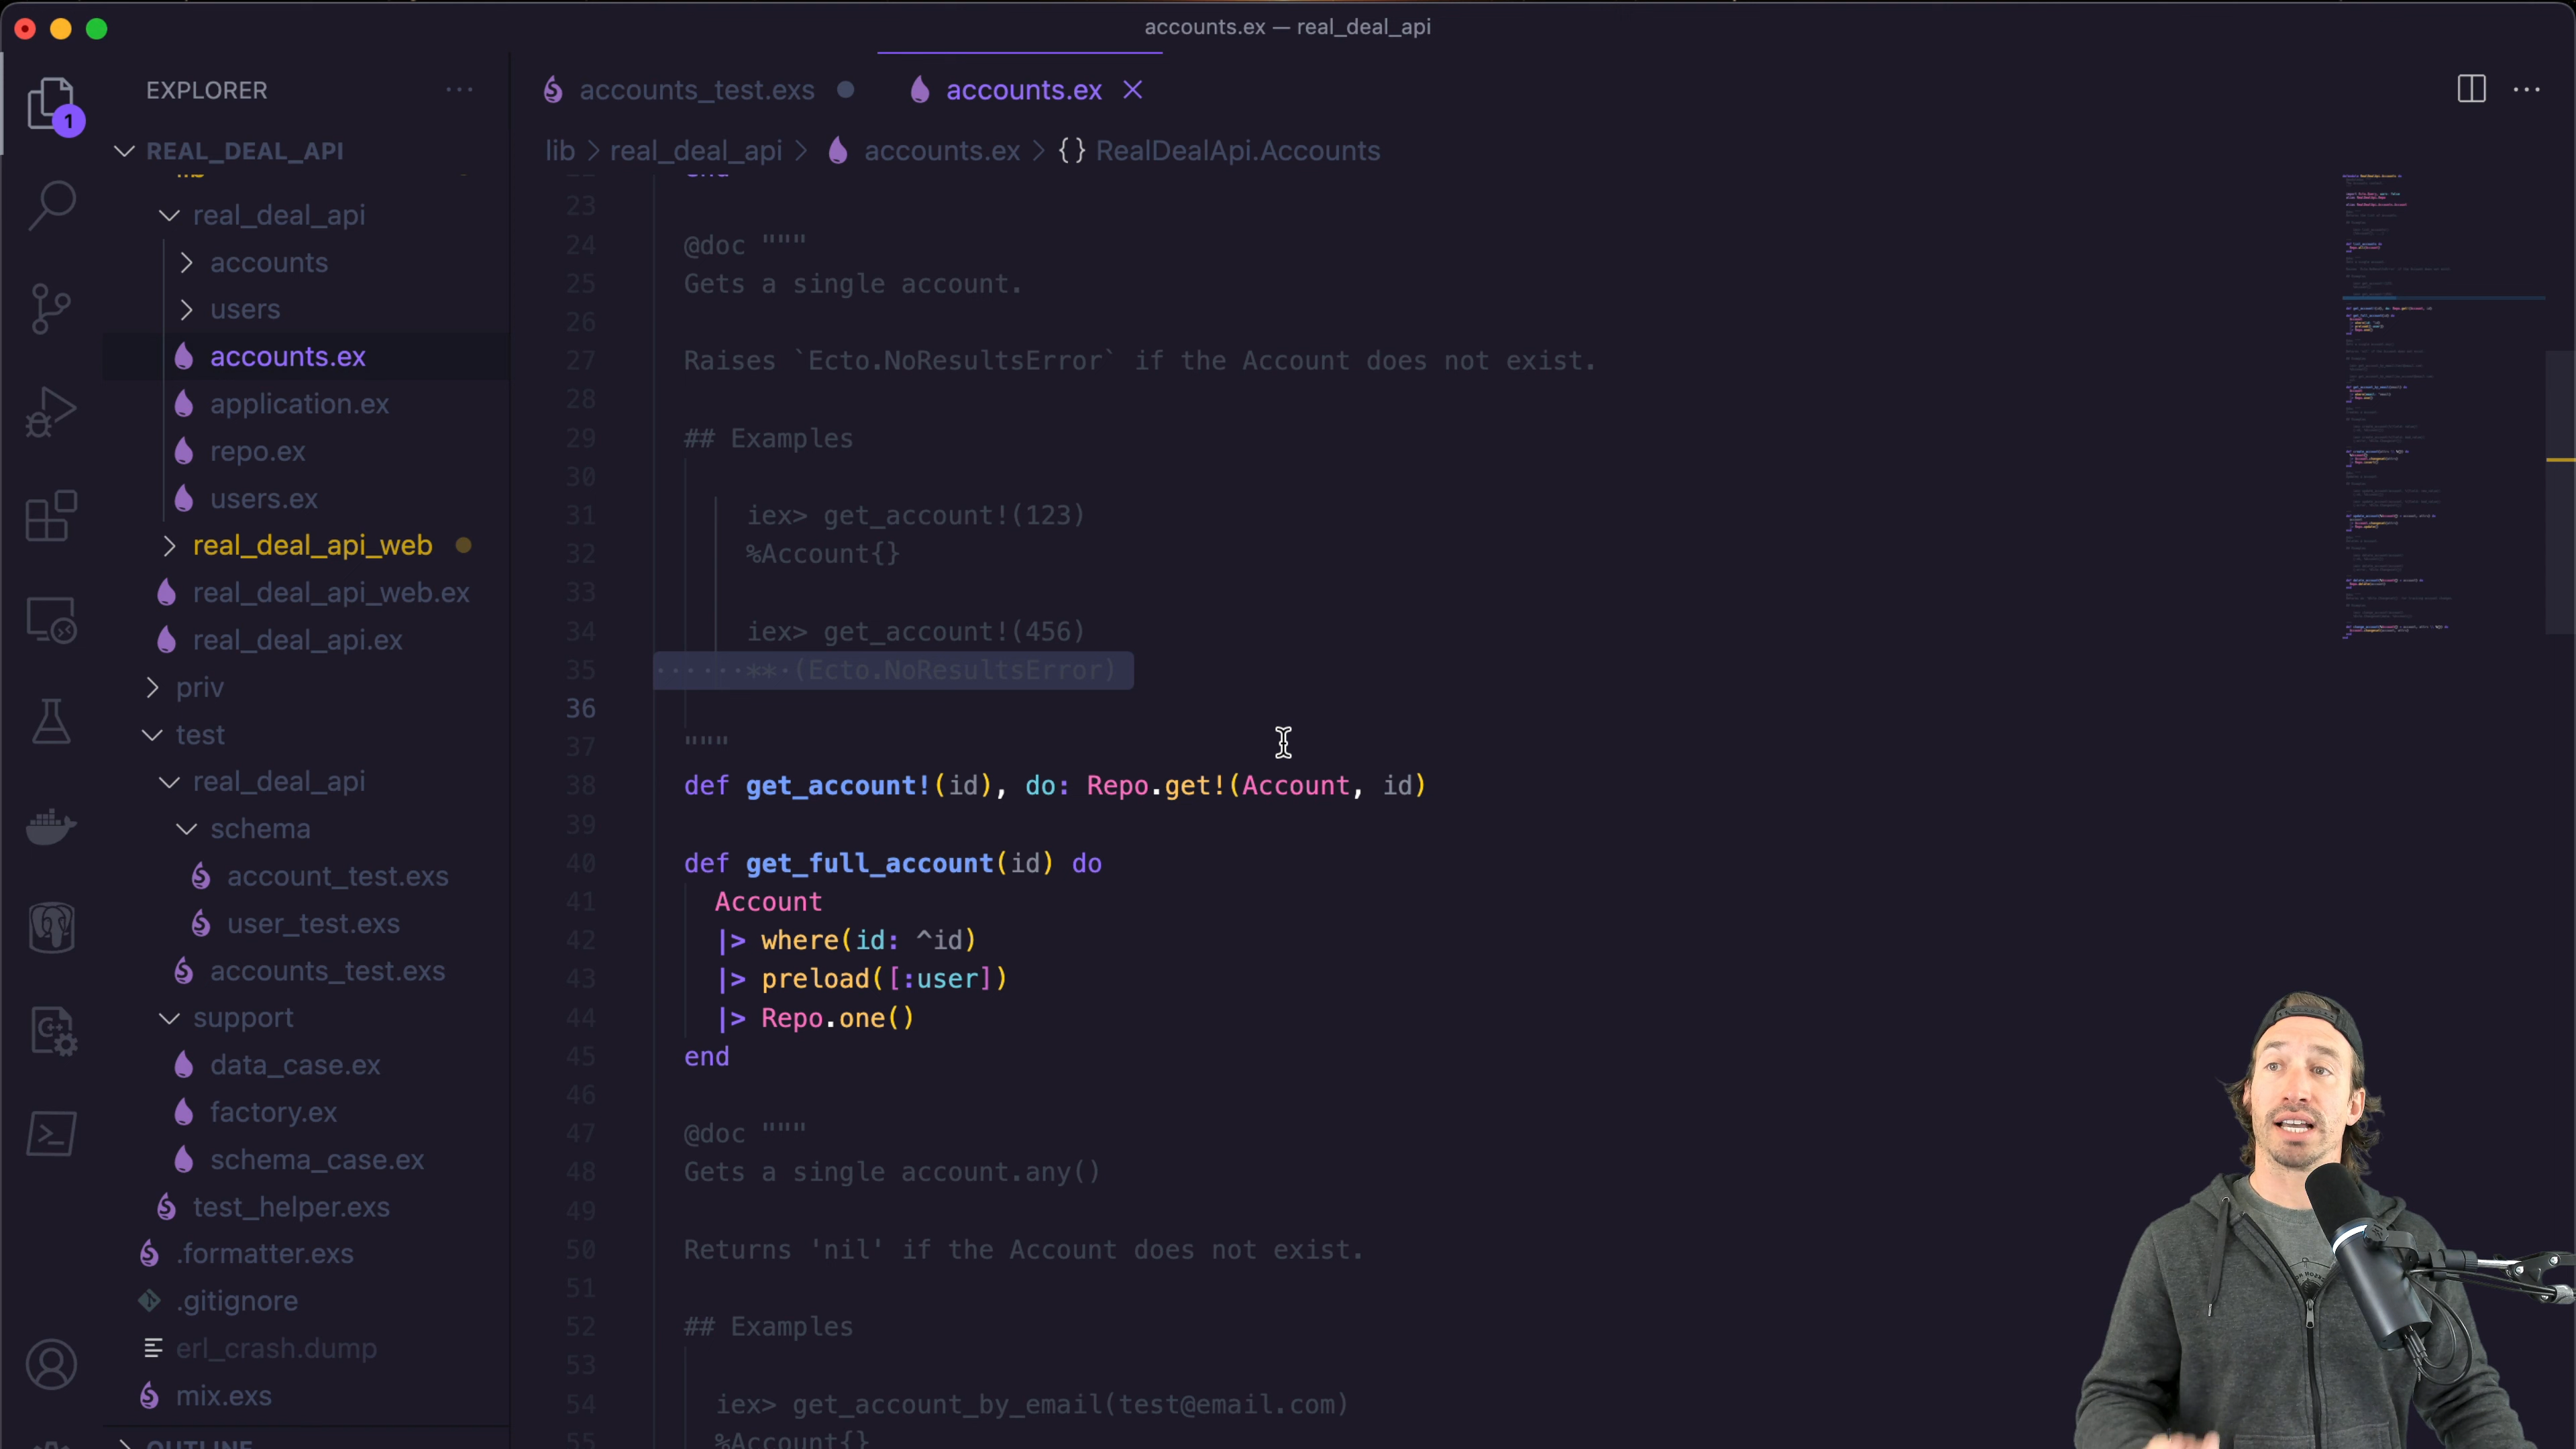 accounts.ex — real_deal_api
EXPLORER
1
REAL_DEAL_API
lib
real_deal_api
accounts
users
accounts.ex
application.ex
repo.ex
users.ex
real_deal_api_web
real_deal_api_web.ex
real_deal_api.ex
priv
test
real_deal_api
schema
account_test.exs
user_test.exs
accounts_test.exs
support
data_case.ex
factory.ex
schema_case.ex
test_helper.exs
.formatter.exs
.gitignore
erl_crash.dump
mix.exs
OUTLINE
accounts_test.exs
accounts.ex
lib > real_deal_api > accounts.ex > {} RealDealApi.Accounts
end
23
24 @doc """
25 Gets a single account.
26
27 Raises `Ecto.NoResultsError` if the Account does not exist.
28
29 ## Examples
30
31 iex> get_account!(123)
32 %Account{}
33
34 iex> get_account!(456)
35 ** (Ecto.NoResultsError)
36
37 """
38 def get_account!(id), do: Repo.get!(Account, id)
39
40 def get_full_account(id) do
41 Account
42 |> where(id: ^id)
43 |> preload([:user])
44 |> Repo.one()
45 end
46
47 @doc """
48 Gets a single account.any()
49
50 Returns 'nil' if the Account does not exist.
51
52 ## Examples
53
54 iex> get_account_by_email(test@email.com)
55 %Account{}